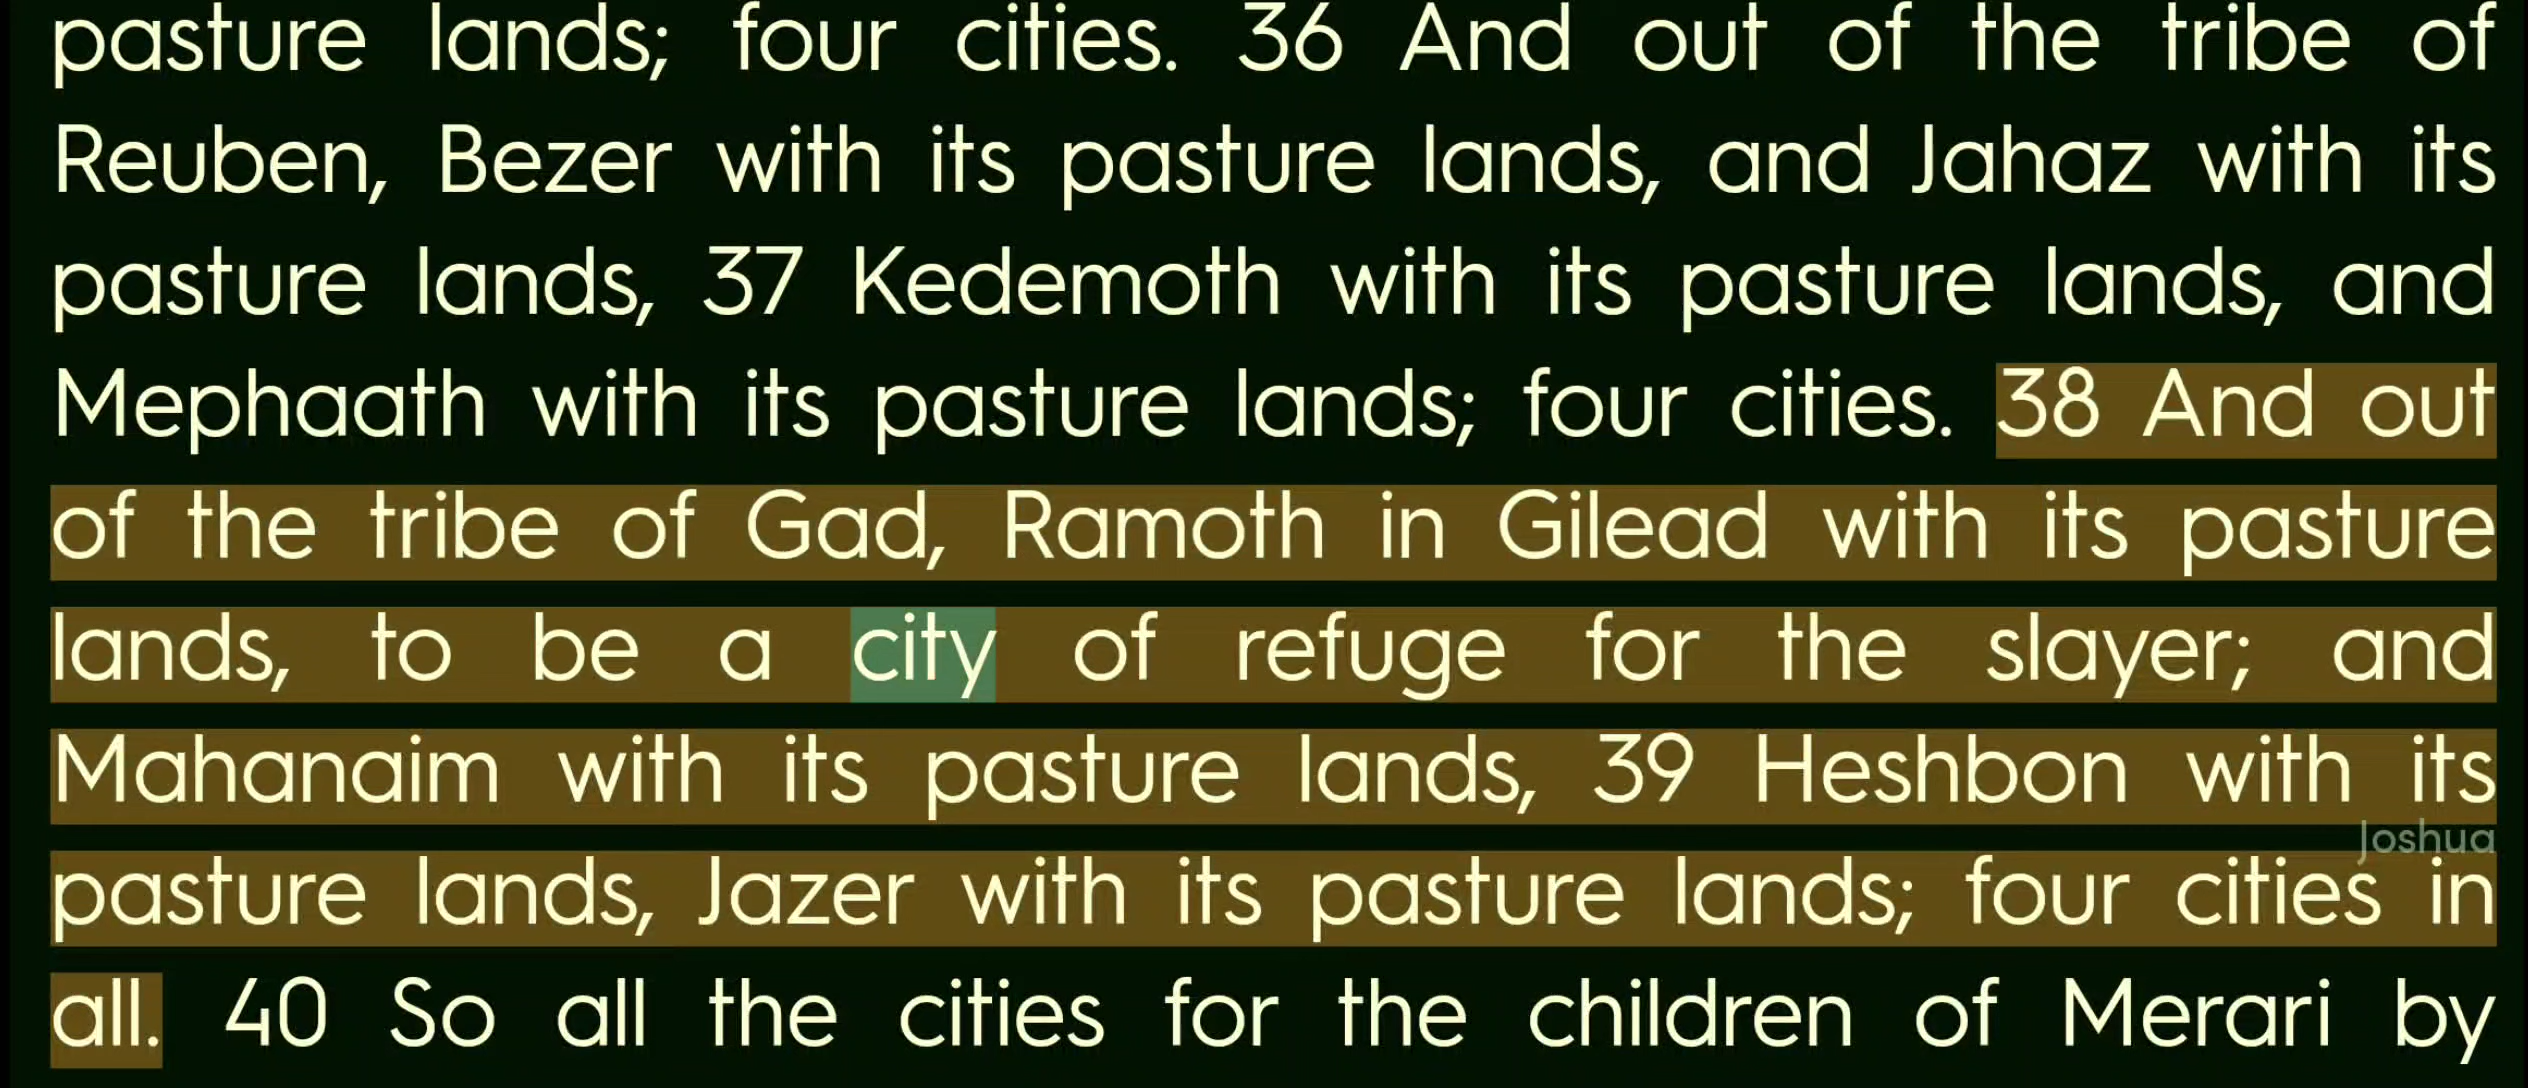 pasture lands; four cities. 36 And out of the tribe of
Reuben, Bezer with its pasture lands, and Jahaz with its
pasture lands, 37 Kedemoth with its pasture lands, and
Mephaath with its pasture lands; four cities. 38 And out
of the tribe of Gad, Ramoth in Gilead with its pasture
lands, to be a city of refuge for the slayer; and
Mahanaim with its pasture lands, 39 Heshbon with its
Joshua
pasture lands, Jazer with its pasture lands; four cities in
all. 40 So all the cities for the children of Merari by